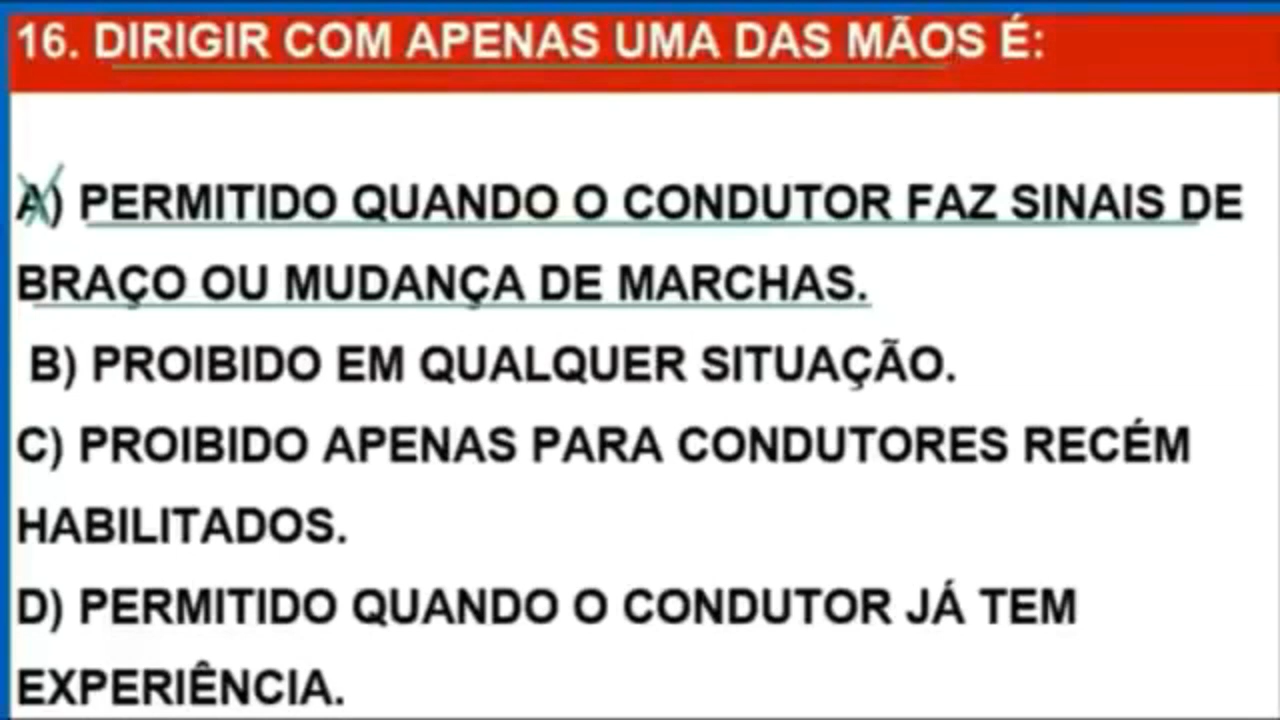 16. DIRIGIR COM APENAS UMA DAS MÃOS É:
A) PERMITIDO QUANDO O CONDUTOR FAZ SINAIS DE
BRAÇO OU MUDANÇA DE MARCHAS.
B) PROIBIDO EM QUALQUER SITUAÇÃO.
C) PROIBIDO APENAS PARA CONDUTORES RECÉM
HABILITADOS.
D) PERMITIDO QUANDO O CONDUTOR JÁ TEM
EXPERIÊNCIA.